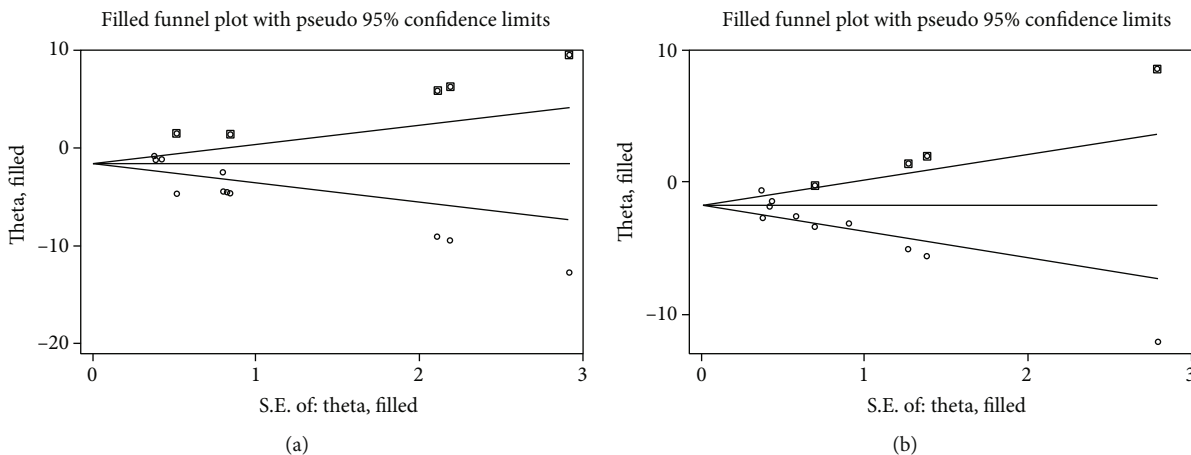 Filled funnel plot with pseudo 95% confidence limits
10
0
−10
−20
Theta, filled
0
1
2
3
S.E. of: theta, filled
(a)
Filled funnel plot with pseudo 95% confidence limits
10
0
−10
Theta, filled
0
1
2
3
S.E. of: theta, filled
(b)